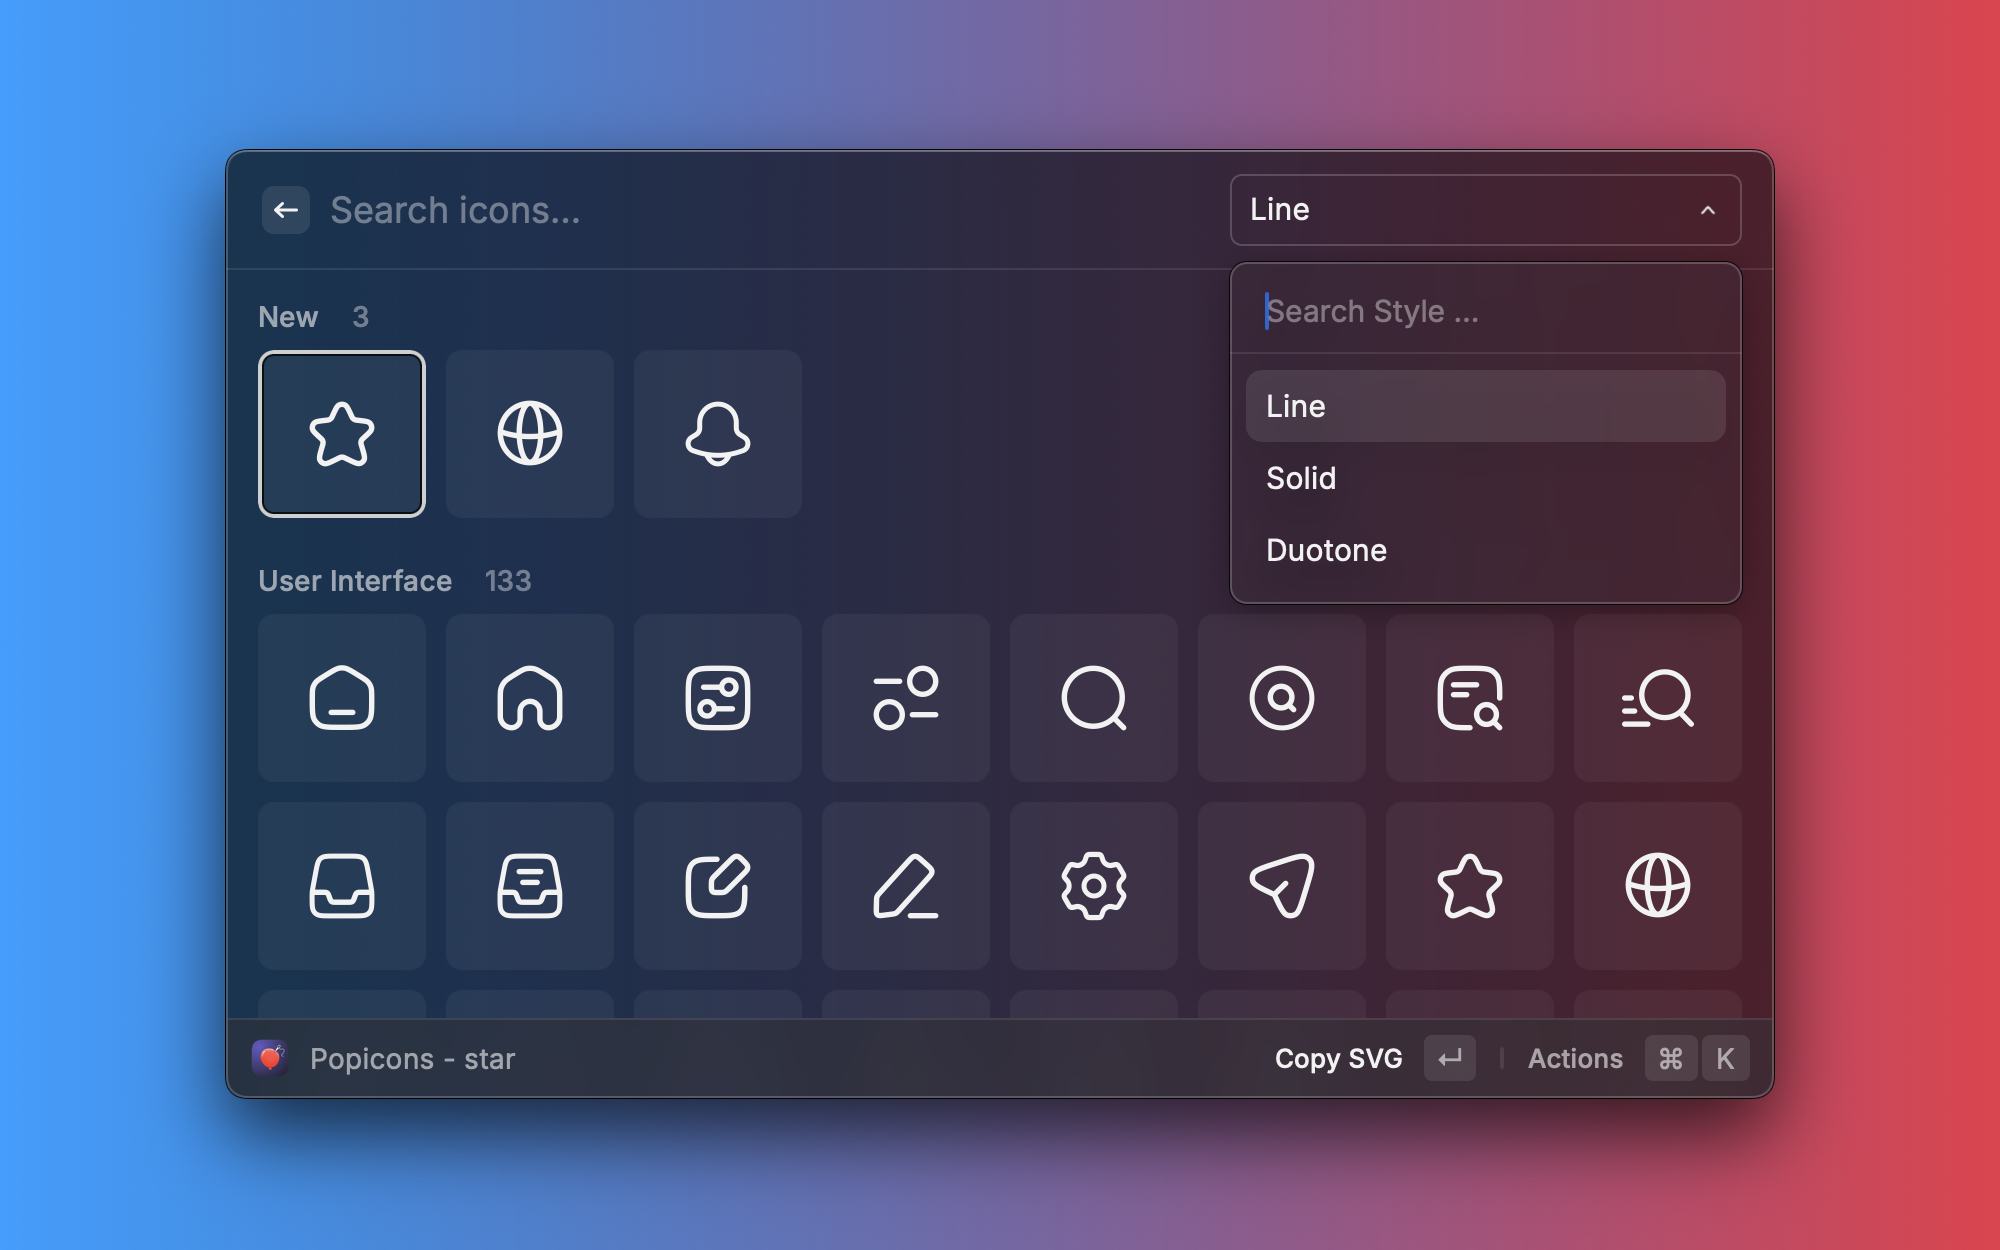 Search icons...
Line
Search Style ...
Line
Solid
Duotone
New 3
User Interface 133
Popicons - star
Copy SVG
Actions ⌘ K